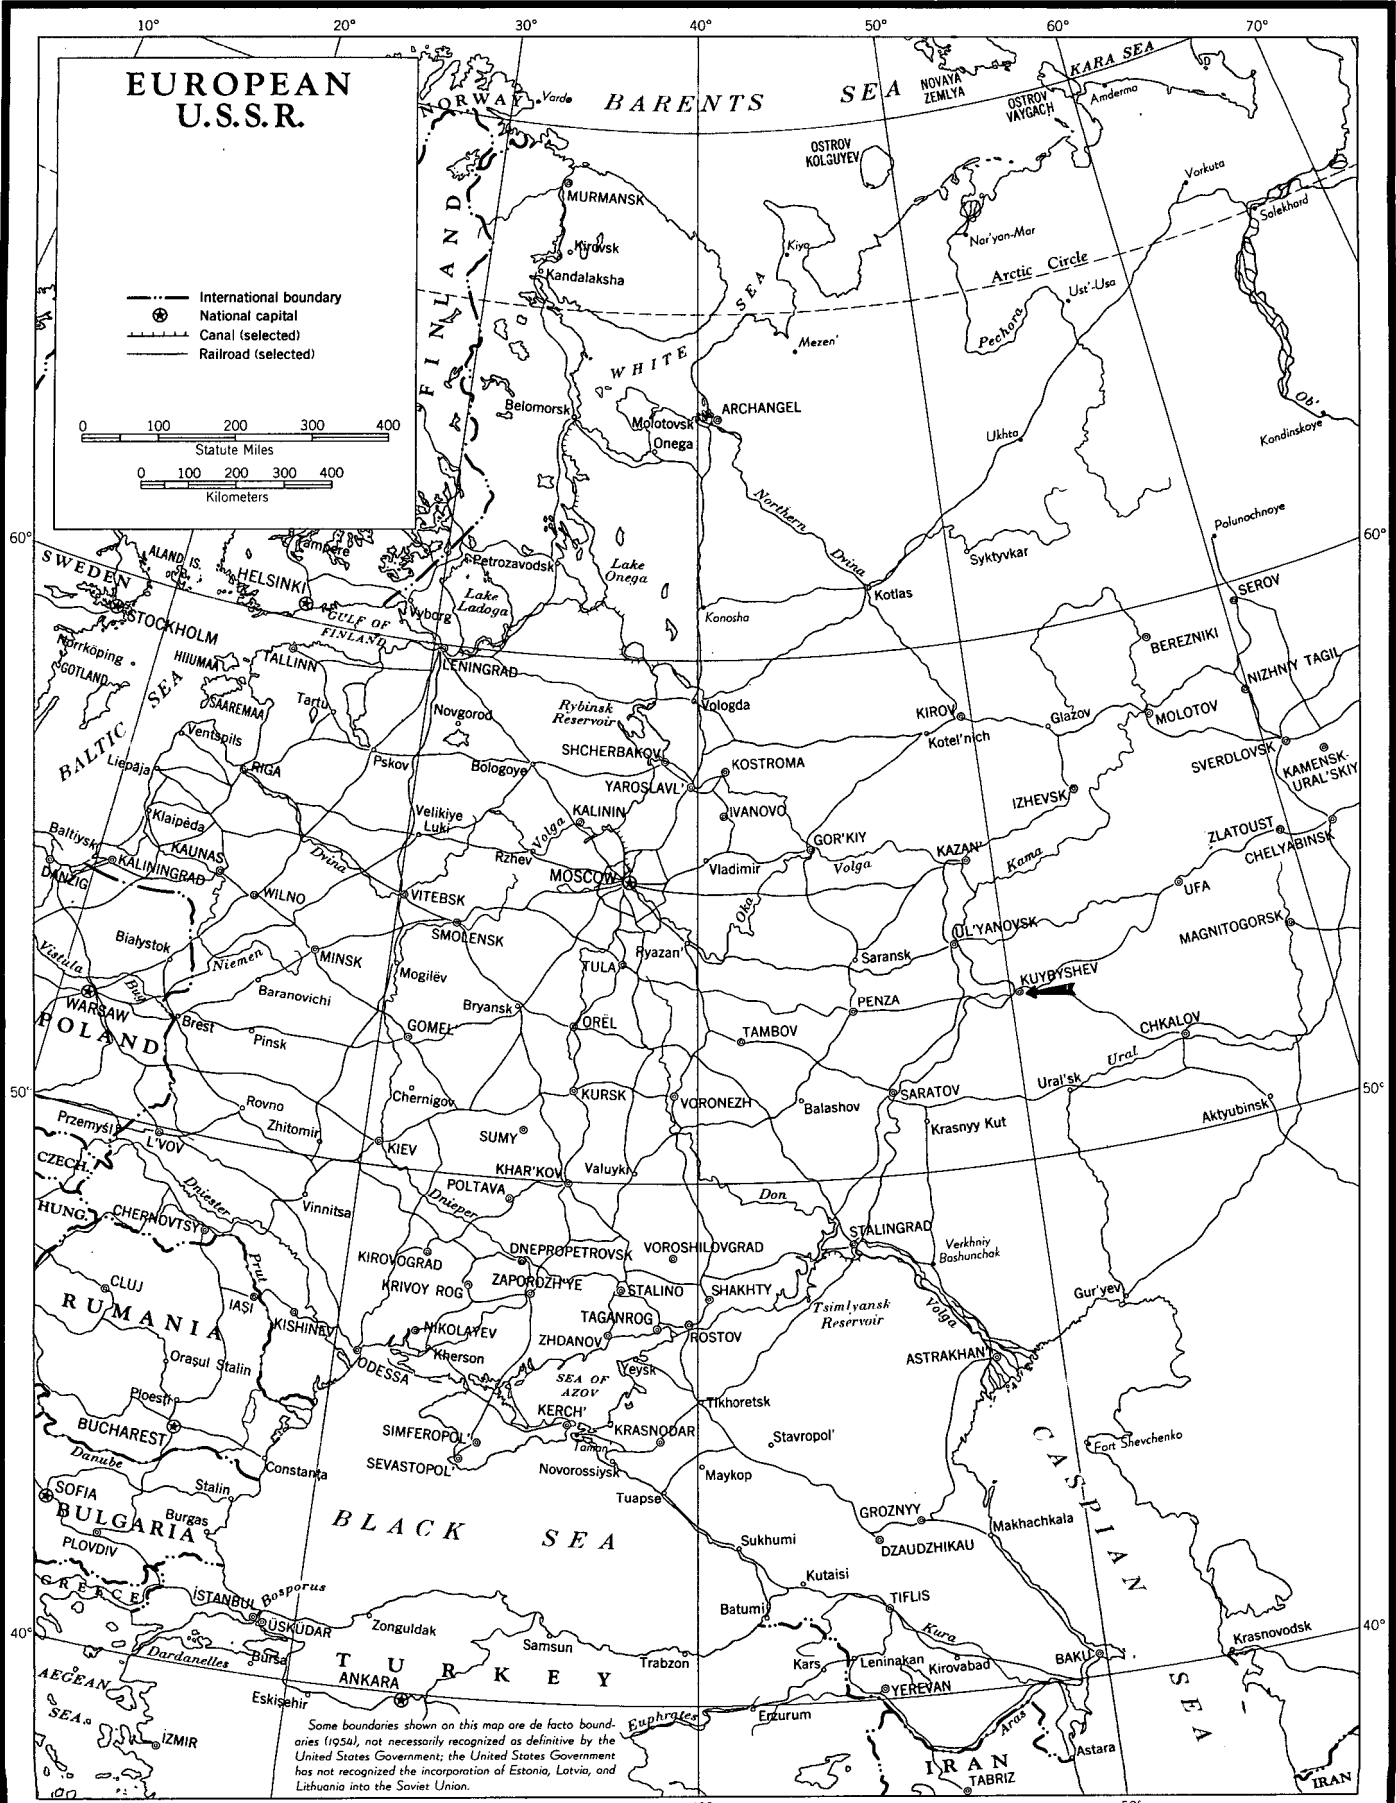 10°
20°
30°
40°
50°
60°
70°
EUROPEAN
U.S.S.R.
International boundary
National capital
Canal (selected)
Railroad (selected)
0 100 200 300 400
Statute Miles
0 100 200 300 400
Kilometers
NORWAY
Vardo
BARENTS SEA
NOVAYA
ZEMLYA
KARA SEA
OSTROV
VAYGACH
Amderma
OSTROV
KOLGUYEV
MURMANSK
Vorkuta
Salekhard
FINLAND
Kirovsk
Kandalaksha
Kiya
Nar'yan-Mar
Arctic Circle
Ust'-Usa
Pechora
WHITE SEA
Mezen'
Belomorsk
Molotovsk
ARCHANGEL
Onega
Ob'
Kondinskoye
Ukhta
Northern
Dvina
Polunochnoye
60°
60°
SWEDEN
ALAND IS.
Tampere
HELSINKI
Petrozavodsk
Lake
Onega
Syktyvkar
Lake
Ladoga
Vyborg
Konosha
Kotlas
SEROV
STOCKHOLM
GULF OF
FINLAND
Norrköping
GOTLAND
HIIUMAA
TALLINN
LENINGRAD
BEREZNIKI
NIZHNIY TAGIL
BALTIC SEA
SAAREMAA
Tartu
Novgorod
Rybinsk
Reservoir
Vologda
KIROV
Glazov
MOLOTOV
Ventspils
Kotel'nich
Liepāja
RIGA
Pskov
Bologoye
SHCHERBAKOV
KOSTROMA
SVERDLOVSK
KAMENSK-
URAL'SKIY
YAROSLAVL'
IZHEVSK
Klaipėda
Velikiye
Luki
KALININ
IVANOVO
Volga
GOR'KIY
ZLATOUST
CHELYABINSK
Baltiysk
KAUNAS
Dvina
Rzhev
MOSCOW
Vladimir
Volga
KAZAN'
Kama
DANZIG
KALININGRAD
WILNO
VITEBSK
UFA
Oka
SMOLENSK
UL'YANOVSK
MAGNITOGORSK
Vistula
Bialystok
Niemen
MINSK
Mogilëv
TULA
Ryazan'
Saransk
KUYBYSHEV
WARSAW
Bug
Baranovichi
Bryansk
PENZA
POLAND
Brest
Pinsk
GOMEL'
ORËL
TAMBOV
CHKALOV
Ural
50°
50°
Chernigov
KURSK
VORONEZH
Balashov
SARATOV
Ural'sk
Aktyubinsk
Przemyśl
L'VOV
Rovno
Zhitomir
KIEV
SUMY
Krasnyy Kut
CZECH.
KHAR'KOV
Valuyki
POLTAVA
Don
HUNG.
Dniester
CHERNOVTSY
Vinnitsa
Dnieper
STALINGRAD
Verkhniy
Bashunchak
Prut
KIROVOGRAD
DNEPROPETROVSK
VOROSHILOVGRAD
CLUJ
KRIVOY ROG
ZAPOROZH'YE
STALINO
SHAKHTY
Gur'yev
RUMANIA
IAŞI
KISHINEV
NIKOLAYEV
TAGANROG
ZHDANOV
ROSTOV
Tsimlyansk
Reservoir
Volga
Oraşul Stalin
ODESSA
Kherson
Yeysk
ASTRAKHAN'
SEA OF
AZOV
Ploeşti
KERCH'
Tikhoretsk
BUCHAREST
SIMFEROPOL'
KRASNODAR
Stavropol'
Taman
Fort Shevchenko
Danube
Constanţa
SEVASTOPOL'
Novorossiysk
Maykop
CASPIAN SEA
SOFIA
Stalin
Tuapse
GROZNYY
BULGARIA
Burgas
BLACK SEA
DZAUDZHIKAU
Makhachkala
PLOVDIV
Sukhumi
GREECE
Kutaisi
İSTANBUL
Bosporus
TIFLIS
ÜSKÜDAR
Zonguldak
Batumi
40°
40°
Kura
Krasnovodsk
Dardanelles
Bursa
Samsun
Trabzon
Kars
Leninakan
Kirovabad
BAKU
AEGEAN
SEA
TURKEY
ANKARA
YEREVAN
Eskişehir
Euphrates
Erzurum
Aras
İZMIR
Astara
IRAN
TABRIZ
IRAN
Some boundaries shown on this map are de facto bound-
aries (1954), not necessarily recognized as definitive by the
United States Government; the United States Government
has not recognized the incorporation of Estonia, Latvia, and
Lithuania into the Soviet Union.